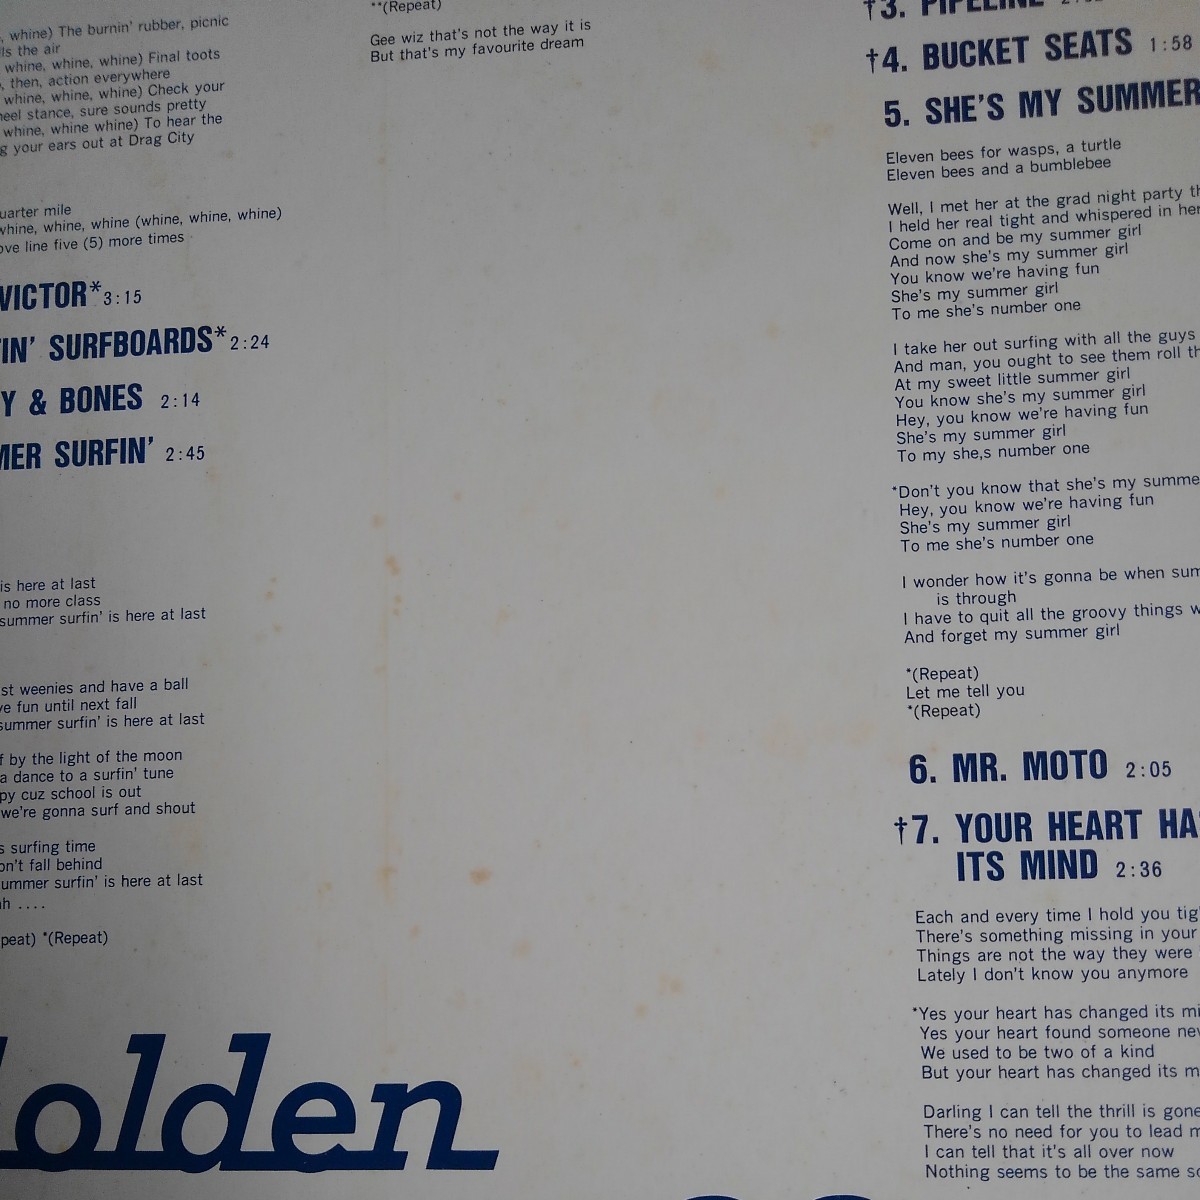 , whine) The burnin' rubber, picnic
ls the air
whine, whine, whine) Final toots
, then, action everywhere
whine, whine, whine) Check your
heel stance, sure sounds pretty
whine, whine whine) To hear the
g your ears out at Drag City
uarter mile
whine, whine, whine (whine, whine, whine)
ove line five (5) more times
VICTOR* 3:15
IN' SURFBOARDS* 2:24
Y & BONES 2:14
MER SURFIN' 2:45
is here at last
no more class
summer surfin' is here at last
st weenies and have a ball
ve fun until next fall
summer surfin' is here at last
f by the light of the moon
a dance to a surfin' tune
py cuz school is out
we're gonna surf and shout
s surfing time
on't fall behind
ummer surfin' is here at last
ah ....
peat) *(Repeat)
**(Repeat)
Gee wiz that's not the way it is
But that's my favourite dream
†3. PIPELINE
†4. BUCKET SEATS 1:58
5. SHE'S MY SUMMER
Eleven bees for wasps, a turtle
Eleven bees and a bumblebee
Well, I met her at the grad night party th
I held her real tight and whispered in her
Come on and be my summer girl
And now she's my summer girl
You know we're having fun
She's my summer girl
To me she's number one
I take her out surfing with all the guys
And man, you ought to see them roll th
At my sweet little summer girl
You know she's my summer girl
Hey, you know we're having fun
She's my summer girl
To my she,s number one
*Don't you know that she's my summe
Hey, you know we're having fun
She's my summer girl
To me she's number one
I wonder how it's gonna be when sum
is through
I have to quit all the groovy things w
And forget my summer girl
*(Repeat)
Let me tell you
*(Repeat)
6. MR. MOTO 2:05
†7. YOUR HEART HA
ITS MIND 2:36
Each and every time I hold you tig
There's something missing in your
Things are not the way they were
Lately I don't know you anymore
*Yes your heart has changed its mi
Yes your heart found someone new
We used to be two of a kind
But your heart has changed its m
Darling I can tell the thrill is gone
There's no need for you to lead m
I can tell that it's all over now
Nothing seems to be the same so
olden